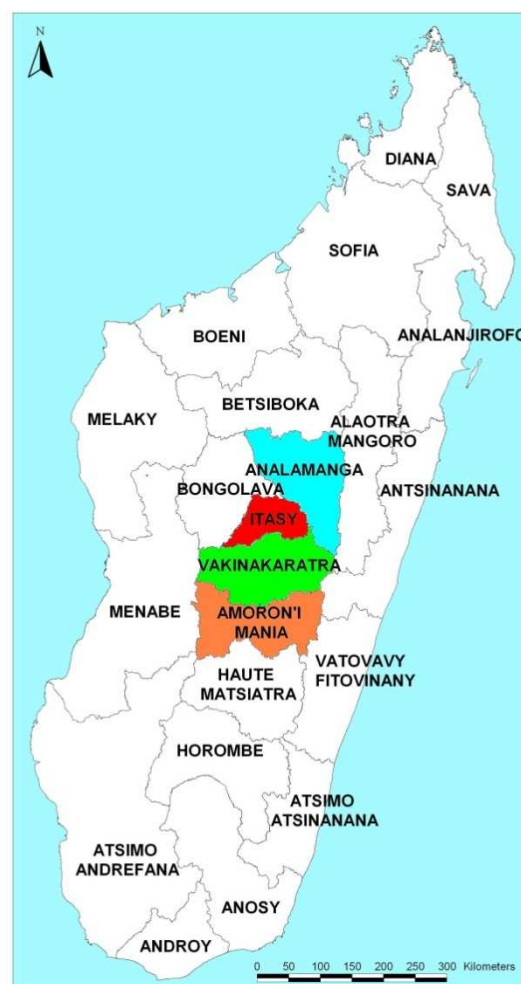 N
DIANA
SAVA
SOFIA
ANALANJIROFO
BOENI
BETSIBOKA
MELAKY
ALAOTRA
MANGORO
ANALAMANGA
BONGOLAVA
ANTSINANANA
ITASY
VAKINAKARATRA
MENABE
AMORON'I
MANIA
VATOVAVY
FITOVINANY
HAUTE
MATSIATRA
HOROMBE
ATSIMO
ATSINANANA
ATSIMO
ANDREFANA
ANOSY
ANDROY
0 50 100 150 200 250 300 Kilometers